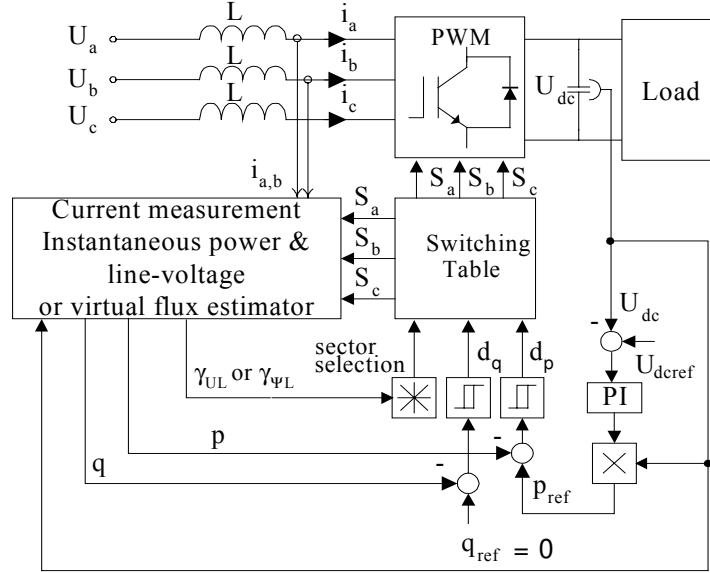 U_a
L
i_a
U_b
L
i_b
U_c
L
i_c
PWM
U_dc
Load
i_a,b
S_a S_b S_c
Current measurement
Instantaneous power &
line-voltage
or virtual flux estimator
S_a
S_b
S_c
Switching
Table
U_dc
-
U_dcref
PI
sector
selection
d_q
d_p
γ_UL or γ_ΨL
p
-
q
-
p_ref
q_ref = 0